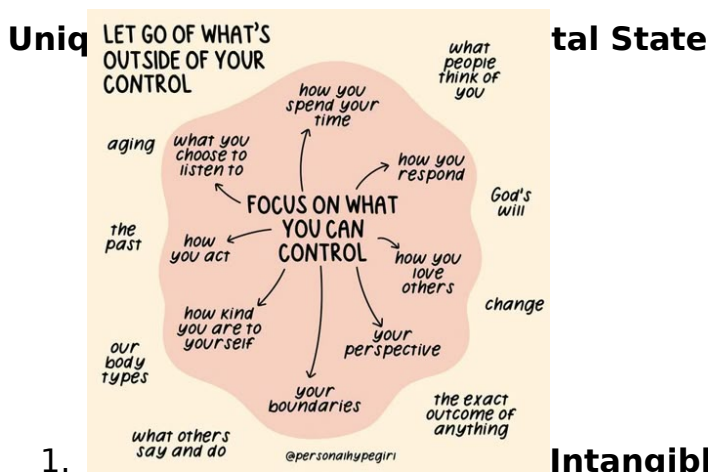 Uniq
tal State
LET GO OF WHAT'S
OUTSIDE OF YOUR
CONTROL
what
people
think of
you
how you
spend your
time
aging
what you
choose to
listen to
how you
respond
God's
will
FOCUS ON WHAT
YOU CAN
CONTROL
the
past
how
you act
how you
love
others
change
how kind
you are to
yourself
your
perspective
our
body
types
your
boundaries
the exact
outcome of
anything
what others
say and do
@personalhypegirl
1.
Intangibl